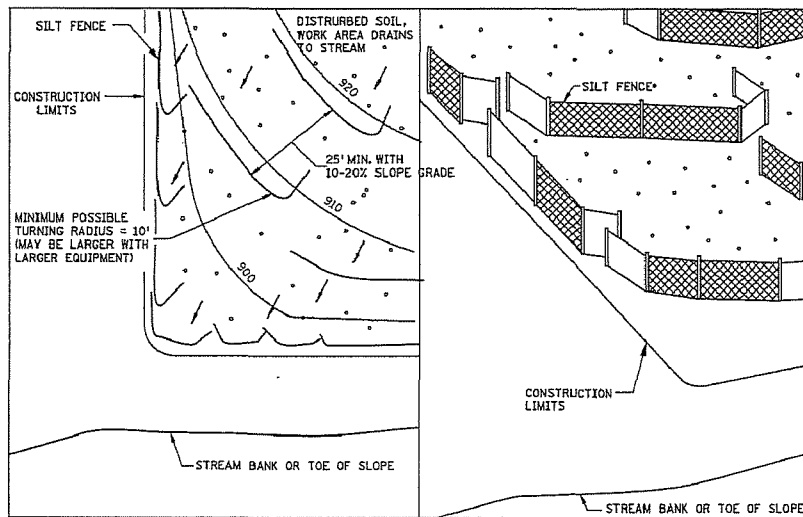 SILT FENCE
DISTRURBED SOIL,
WORK AREA DRAINS
TO STREAM
CONSTRUCTION
LIMITS
920
25' MIN. WITH
10-20% SLOPE GRADE
910
MINIMUM POSSIBLE
TURNING RADIUS = 10'
(MAY BE LARGER WITH
LARGER EQUIPMENT)
900
STREAM BANK OR TOE OF SLOPE
SILT FENCE
CONSTRUCTION
LIMITS
STREAM BANK OR TOE OF SLOPE